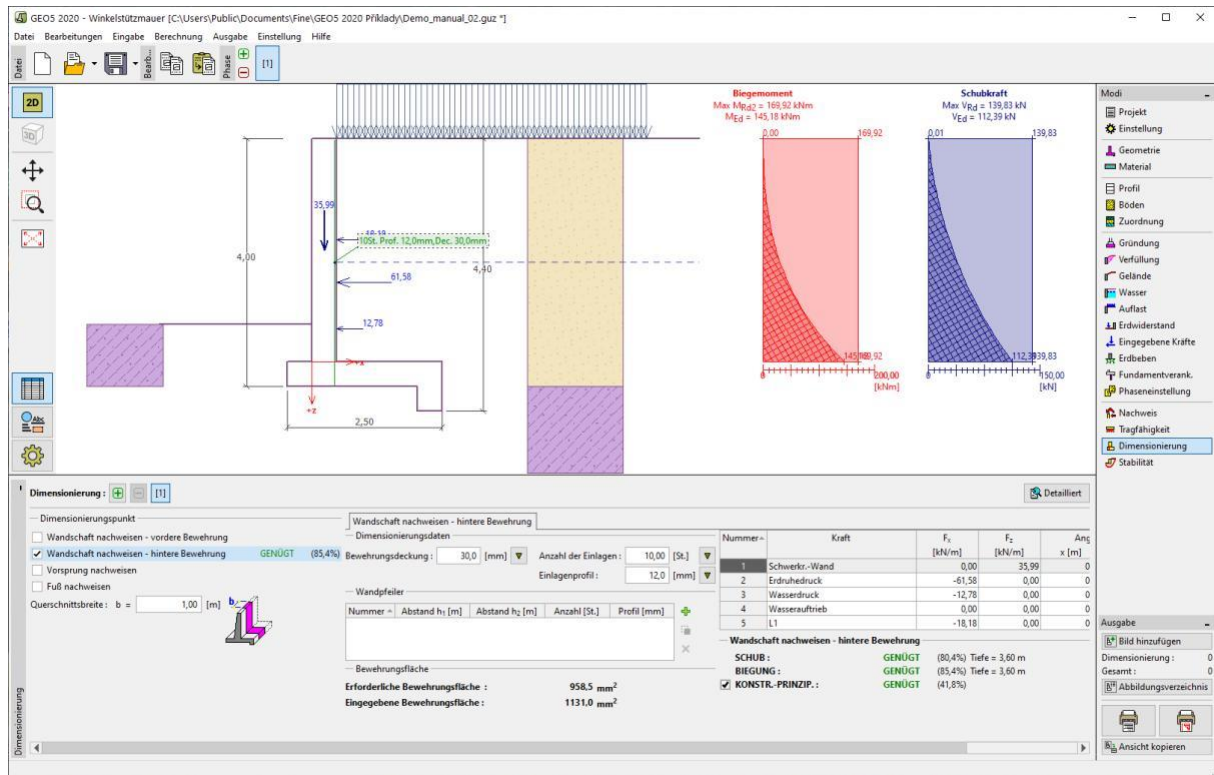 GEO5 2020 - Winkelstützmauer [C:\Users\Public\Documents\Fine\GEO5 2020 Příklady\Demo_manual_02.guz *]
Datei Bearbeitungen Eingabe Berechnung Ausgabe Einstellung Hilfe
Datei
Bearb...
Phase
[1]
2D
3D
Biegemoment
Max MRd2 = 169,92 kNm
MEd = 145,18 kNm
0,00 169,92
145,18 169,92
0 200,00
[kNm]
Schubkraft
Max VRd = 139,83 kN
VEd = 112,39 kN
0,01 139,83
112,39 139,83
0 150,00
[kN]
35,99
18,18
10St. Prof. 12,0mm,Dec. 30,0mm
4,00
61,58
4,40
12,78
+x
+z
2,50
Modi
Projekt
Einstellung
Geometrie
Material
Profil
Böden
Zuordnung
Gründung
Verfüllung
Gelände
Wasser
Auflast
Erdwiderstand
Eingegebene Kräfte
Erdbeben
Fundamentverank.
Phaseneinstellung
Nachweis
Tragfähigkeit
Dimensionierung
Stabilität
Abc
Dimensionierung : [1]
Detailliert
Dimensionierung
Dimensionierungspunkt
Wandschaft nachweisen - vordere Bewehrung
Wandschaft nachweisen - hintere Bewehrung GENÜGT (85,4%)
Vorsprung nachweisen
Fuß nachweisen
Querschnittsbreite : b = 1,00 [m]
b
Wandschaft nachweisen - hintere Bewehrung
Dimensionierungsdaten
Bewehrungsdeckung : 30,0 [mm] Anzahl der Einlagen : 10,00 [St.]
Einlagenprofil : 12,0 [mm]
Wandpfeiler
Nummer Abstand h1 [m] Abstand h2 [m] Anzahl [St.] Profil [mm]
Bewehrungsfläche
Erforderliche Bewehrungsfläche : 958,5 mm2
Eingegebene Bewehrungsfläche : 1131,0 mm2
Nummer Kraft Fx Fz Ang
[kN/m] [kN/m] x [m]
1 Schwerkr.-Wand 0,00 35,99 0
2 Erdruhedruck -61,58 0,00 0
3 Wasserdruck -12,78 0,00 0
4 Wasserauftrieb 0,00 0,00 0
5 L1 -18,18 0,00 0
Wandschaft nachweisen - hintere Bewehrung
SCHUB : GENÜGT (80,4%) Tiefe = 3,60 m
BIEGUNG : GENÜGT (85,4%) Tiefe = 3,60 m
KONSTR.-PRINZIP. : GENÜGT (41,8%)
Ausgabe
Bild hinzufügen
Dimensionierung : 0
Gesamt : 0
Abbildungsverzeichnis
Ansicht kopieren